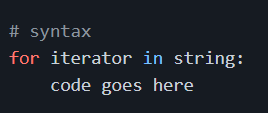 # syntax
for iterator in string:
    code goes here